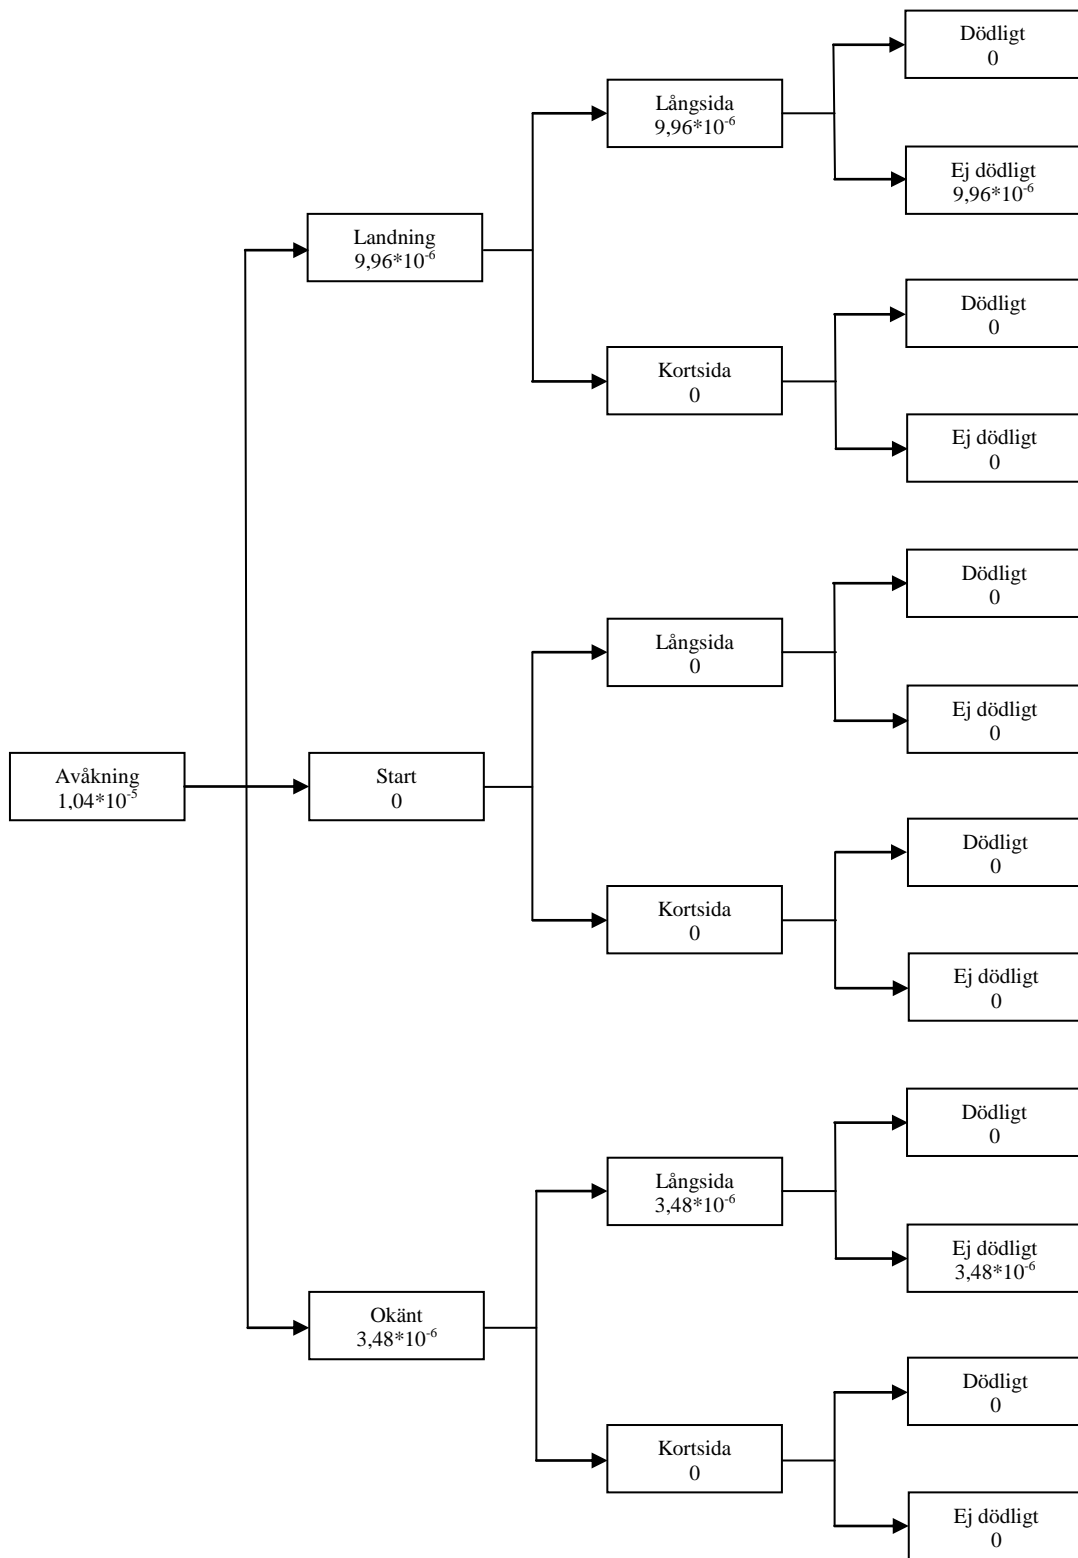 Dödligt
0
Långsida
9,96*10⁻⁶
Ej dödligt
9,96*10⁻⁶
Landning
9,96*10⁻⁶
Dödligt
0
Kortsida
0
Ej dödligt
0
Dödligt
0
Långsida
0
Ej dödligt
0
Avåkning
1,04*10⁻⁵
Start
0
Dödligt
0
Kortsida
0
Ej dödligt
0
Dödligt
0
Långsida
3,48*10⁻⁶
Ej dödligt
3,48*10⁻⁶
Okänt
3,48*10⁻⁶
Dödligt
0
Kortsida
0
Ej dödligt
0